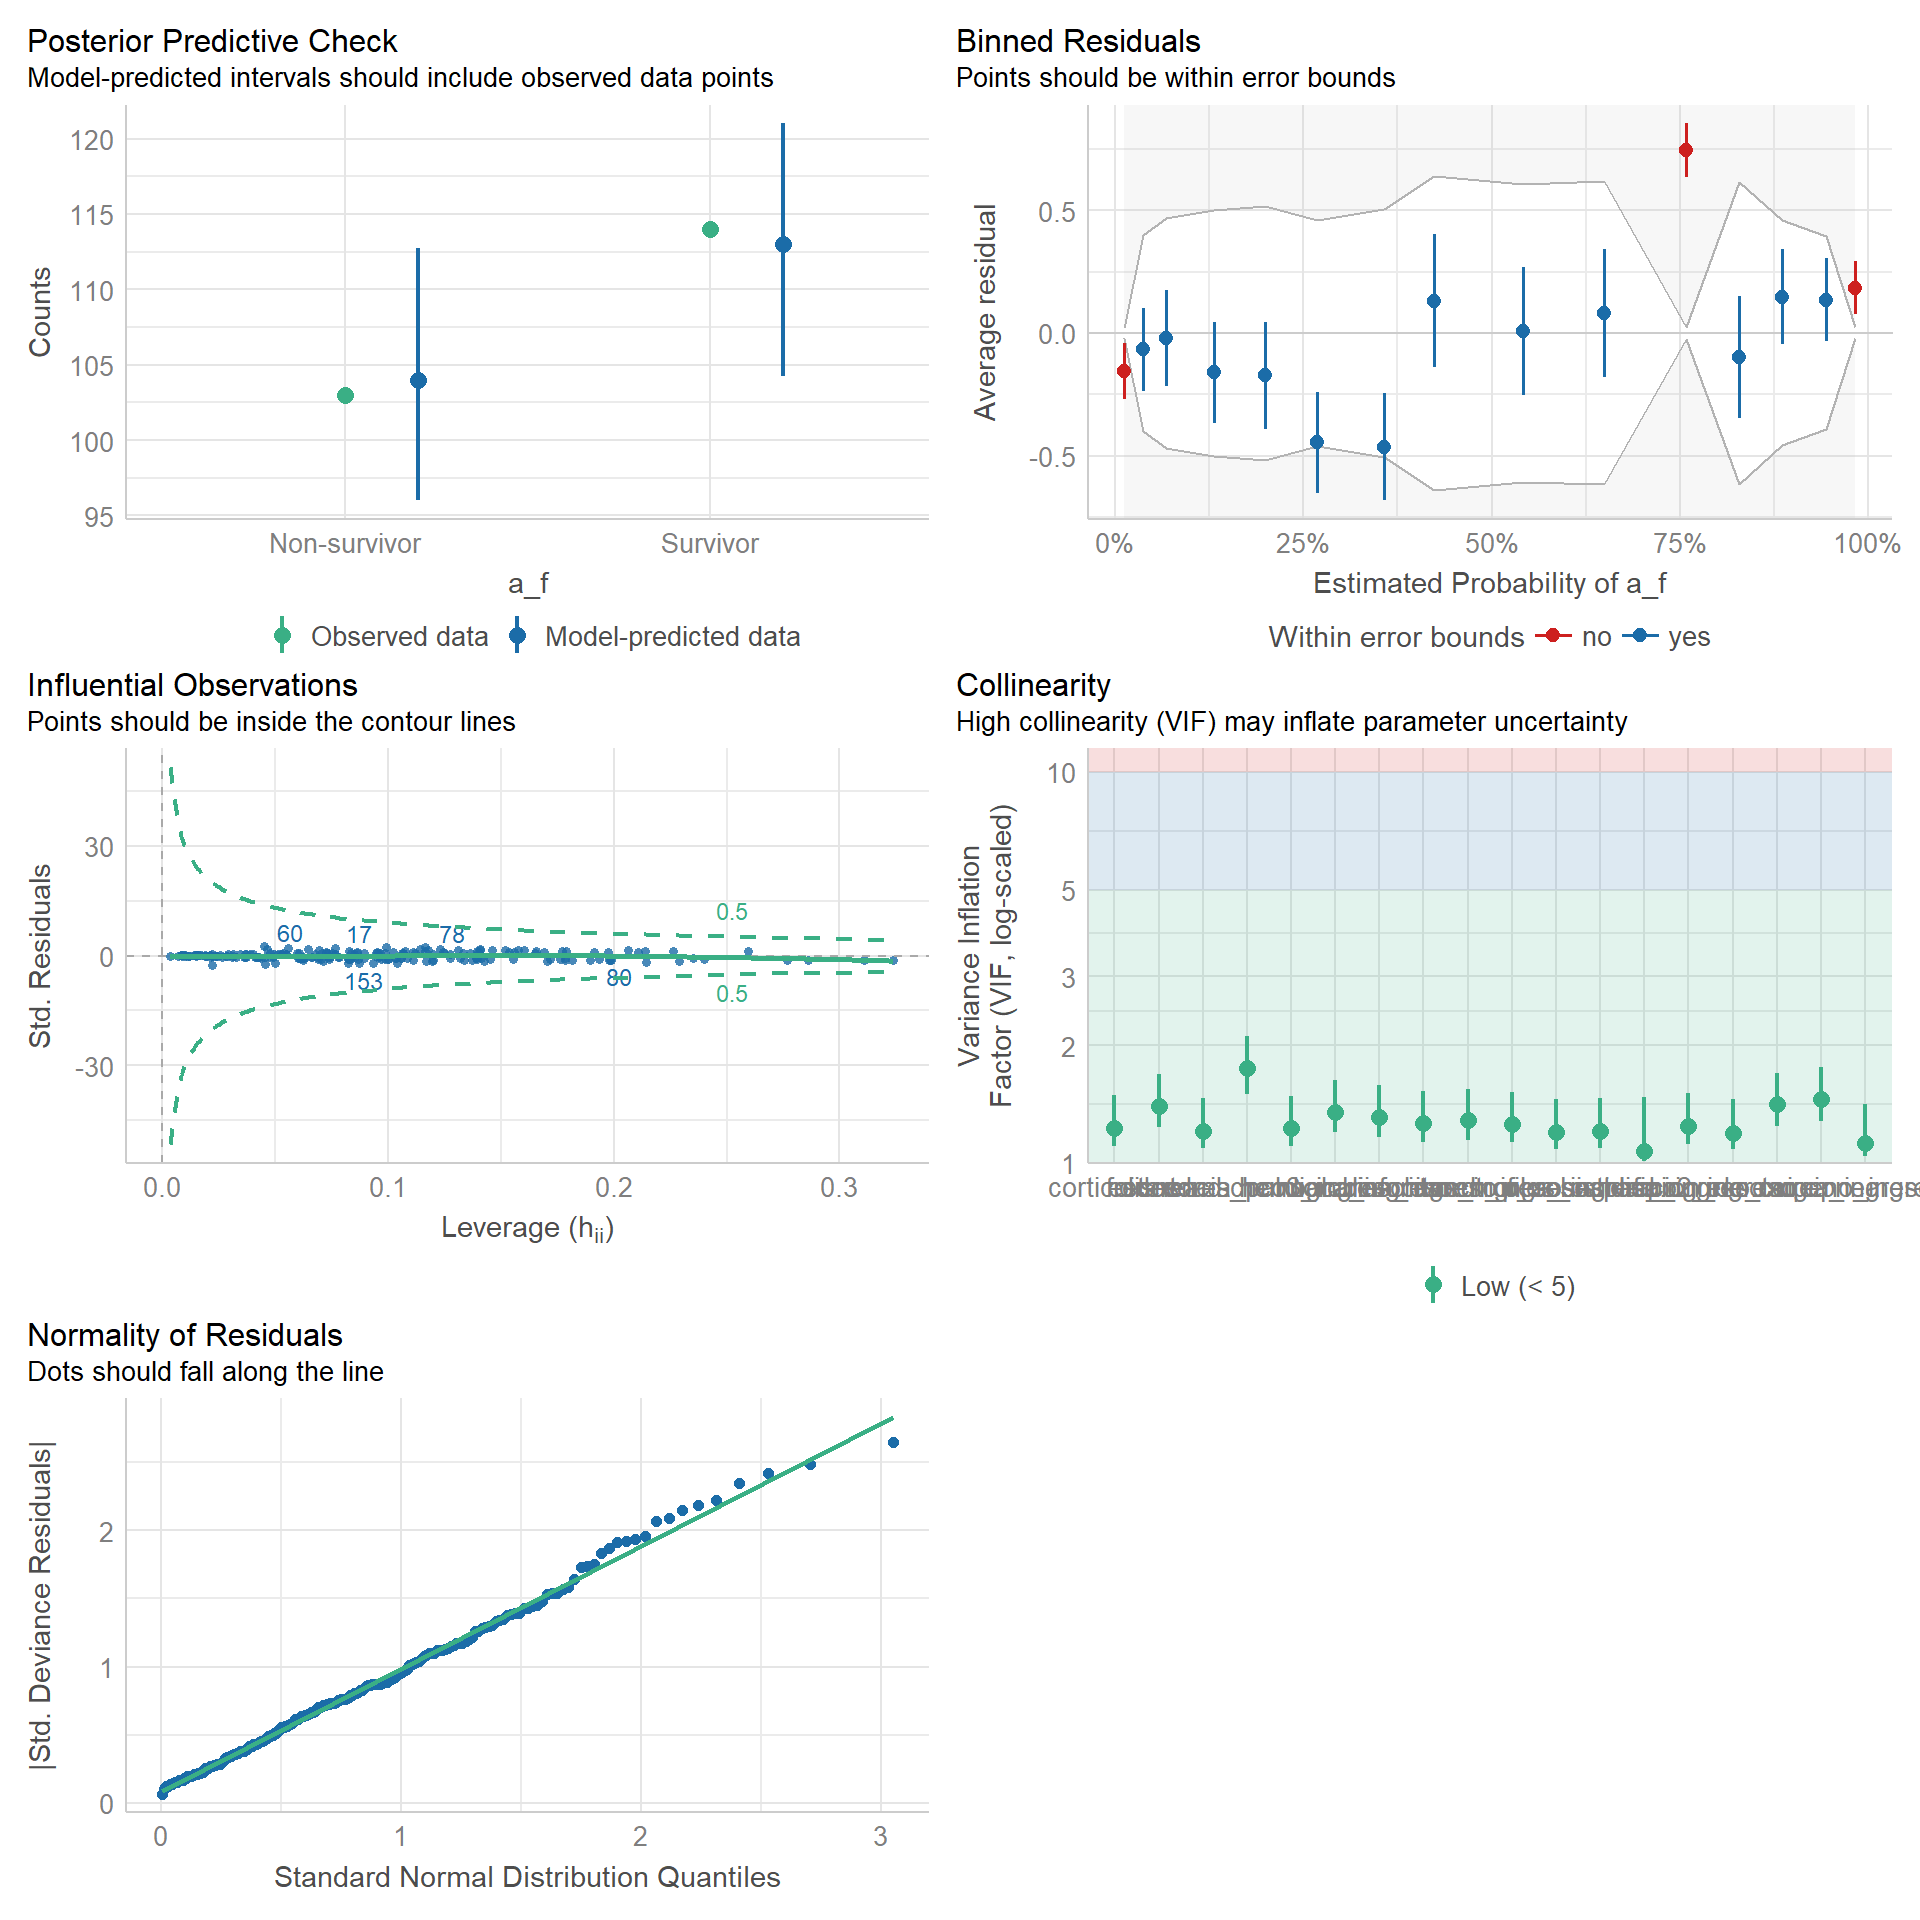 Posterior Predictive Check
Model-predicted intervals should include observed data points
120
115
110
105
100
95
Counts
Non-survivor
Survivor
a_f
Observed data
Model-predicted data
Binned Residuals
Points should be within error bounds
0.5
0.0
-0.5
Average residual
0%
25%
50%
75%
100%
Estimated Probability of a_f
Within error bounds
no
yes
Influential Observations
Points should be inside the contour lines
30
0
-30
Std. Residuals
60
17
78
153
80
0.5
0.5
0.0
0.1
0.2
0.3
Leverage (hii)
Collinearity
High collinearity (VIF) may inflate parameter uncertainty
10
5
3
2
1
Variance Inflation
Factor (VIF, log-scaled)
Low (< 5)
Normality of Residuals
Dots should fall along the line
2
1
0
|Std. Deviance Residuals|
0
1
2
3
Standard Normal Distribution Quantiles